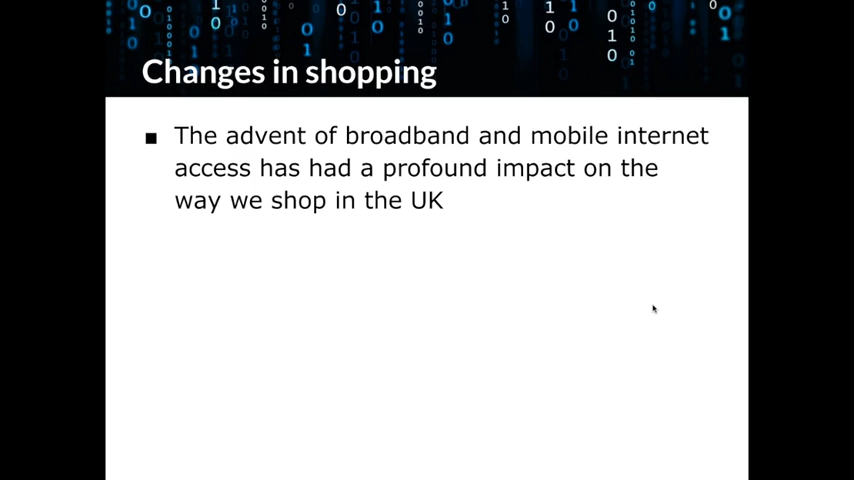 Changes in shopping
▪ The advent of broadband and mobile internet
access has had a profound impact on the
way we shop in the UK